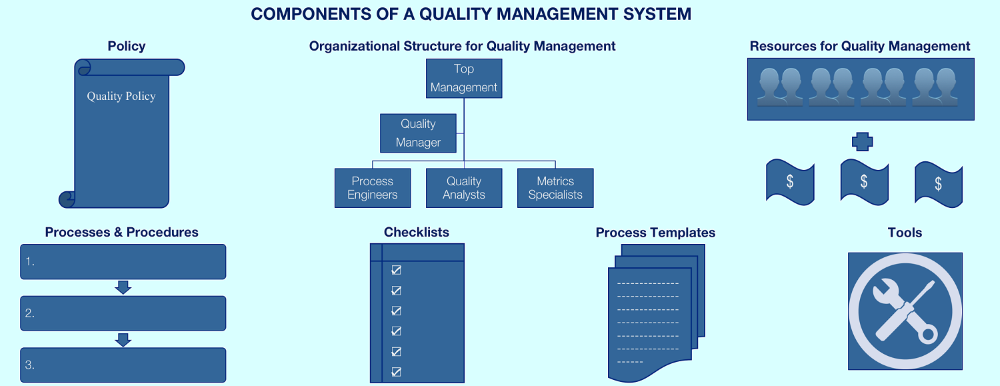 COMPONENTS OF A QUALITY MANAGEMENT SYSTEM
Policy
Quality Policy
Organizational Structure for Quality Management
Top
Management
Quality
Manager
Process
Engineers
Quality
Analysts
Metrics
Specialists
Resources for Quality Management
$
$
$
Processes & Procedures
1.
2.
3.
Checklists
Process Templates
Tools